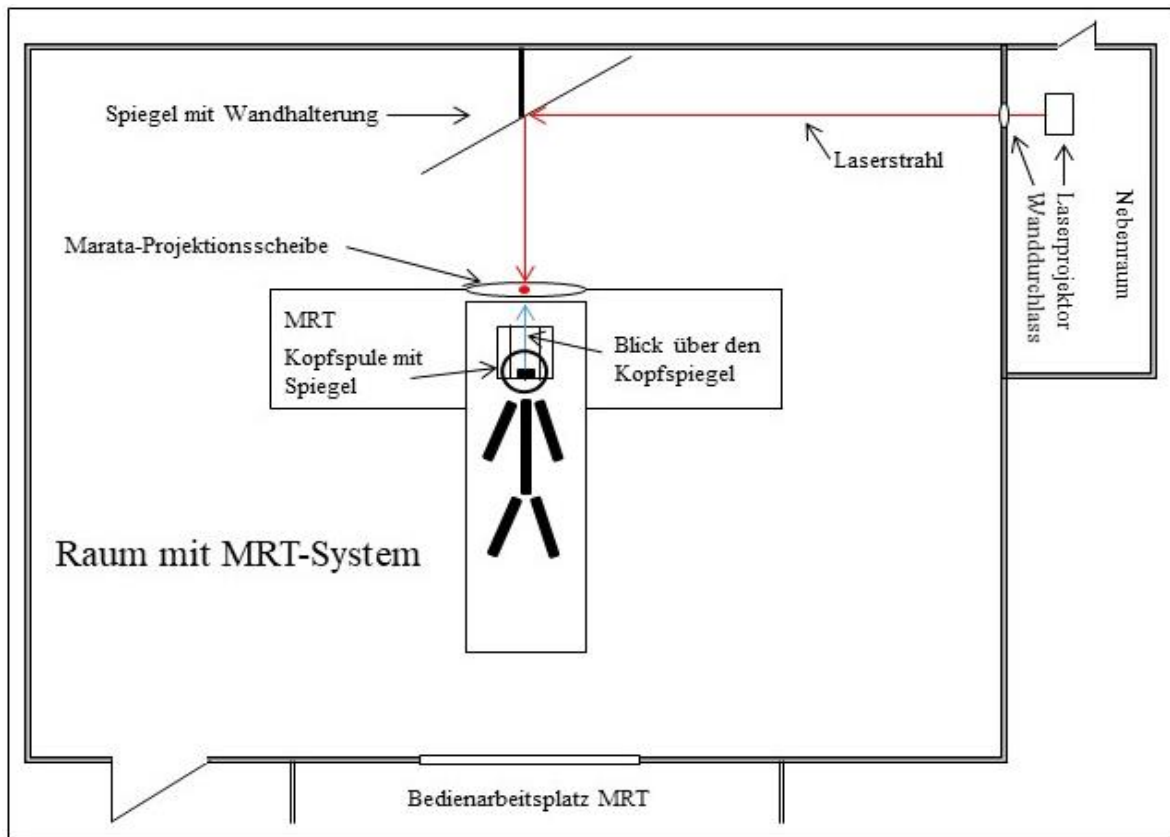 Spiegel mit Wandhalterung
Laserstrahl
Laserprojektor
Wanddurchlass
Nebenraum
Marata-Projektionsscheibe
MRT
Kopfspule mit
Spiegel
Blick über den
Kopfspiegel
Raum mit MRT-System
Bedienarbeitsplatz MRT